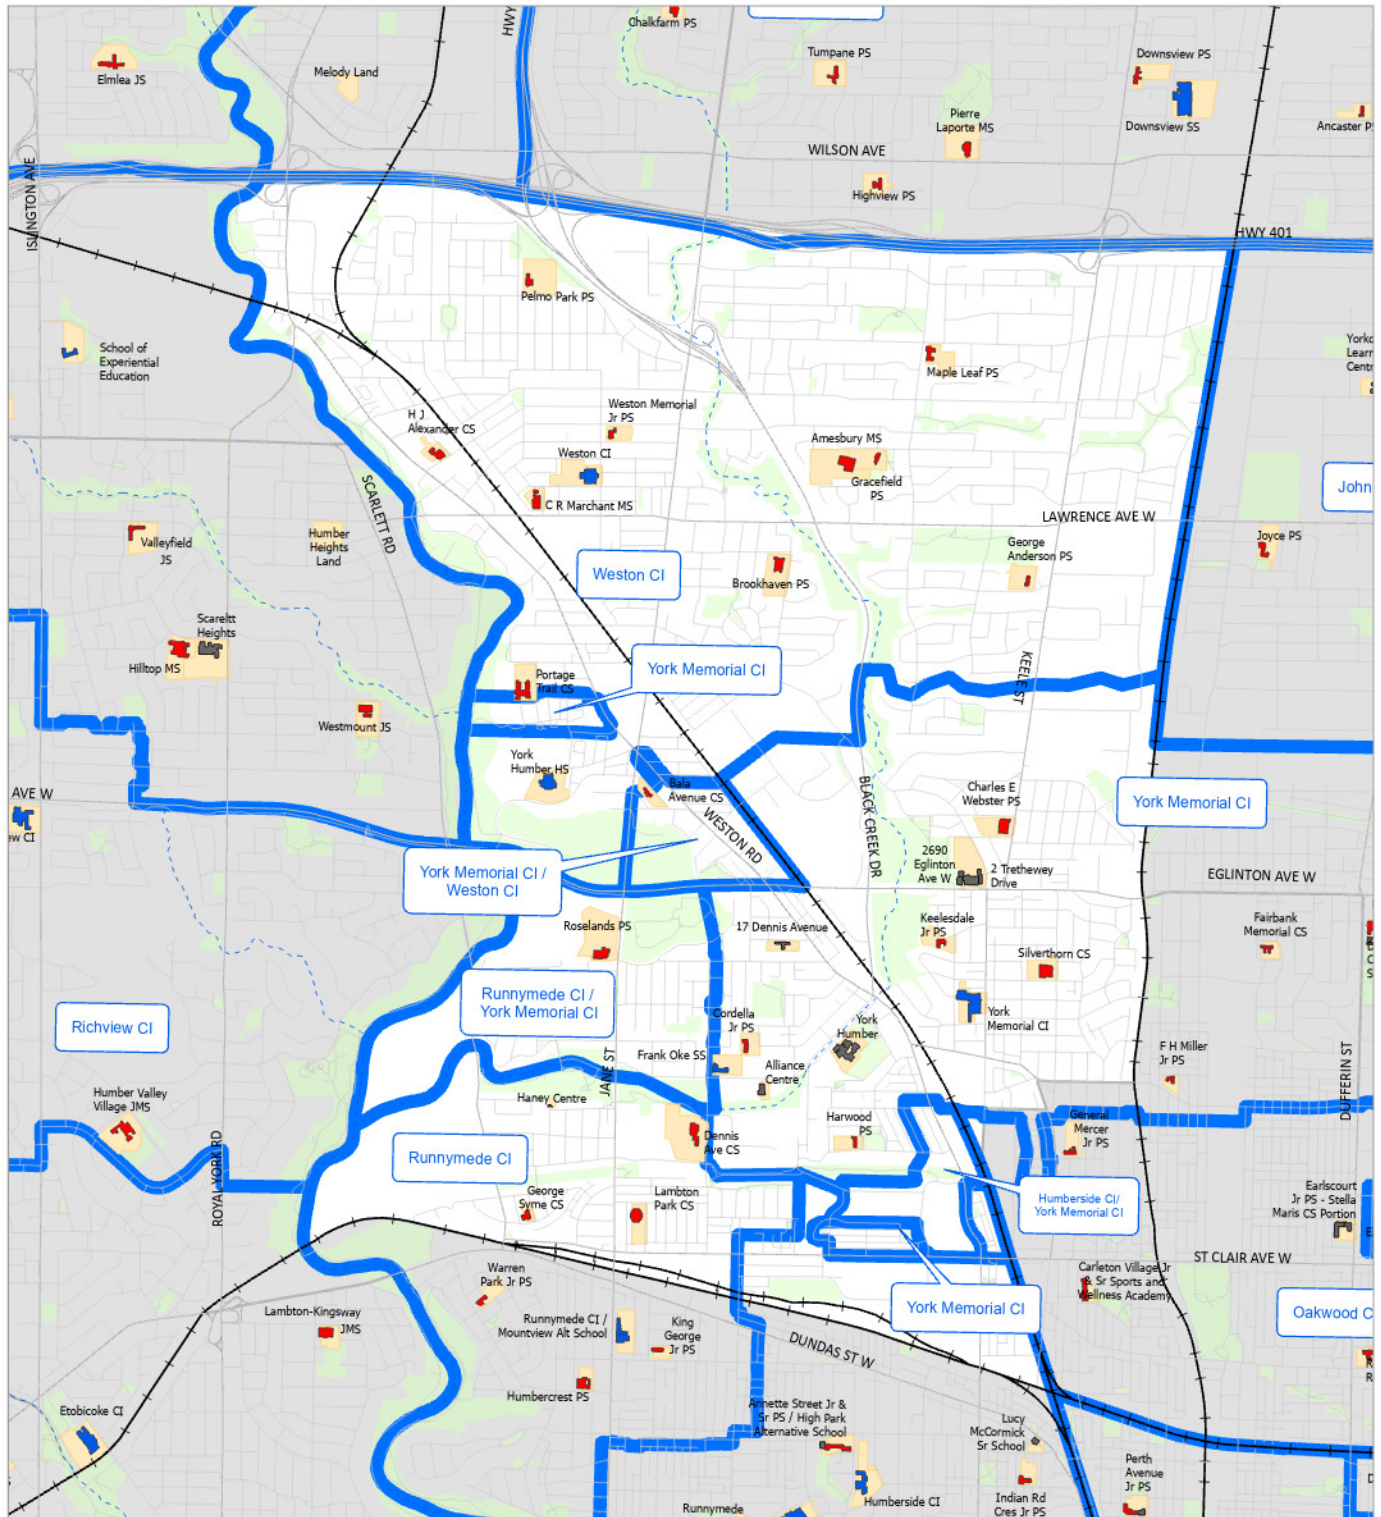 Chalkfarm PS
HWY
Elmlea JS
Melody Land
Tumpane PS
Downsview PS
Downsview SS
Ancaster P
Pierre
Laporte MS
WILSON AVE
Highview PS
ISLINGTON AVE
HWY 401
Pelmo Park PS
School of
Experiential
Education
Maple Leaf PS
Yorkd
Learn
Centr
H J
Alexander CS
Weston Memorial
Jr PS
Weston CI
C R Marchant MS
Amesbury MS
Gracefield
PS
SCARLETT RD
John
LAWRENCE AVE W
Valleyfield
JS
Humber
Heights
Land
George
Anderson PS
Joyce PS
Weston CI
Brookhaven PS
Scareltt
Heights
Hilltop MS
York Memorial CI
Portage
Trail CS
KEELE ST
Westmount JS
York
Humber HS
AVE W
ew CI
Bala
Avenue CS
WESTON RD
BLACK CREEK DR
Charles E
Webster PS
York Memorial CI
York Memorial CI /
Weston CI
2690
Eglinton
Ave W
2 Trethewey
Drive
EGLINTON AVE W
Roselands PS
17 Dennis Avenue
Keelesdale
Jr PS
Fairbank
Memorial CS
Silverthorn CS
Runnymede CI /
York Memorial CI
Richview CI
Cordella
Jr PS
York
Humber
York
Memorial CI
Frank Oke SS
Alliance
Centre
F H Miller
Jr PS
JANE ST
DUFFERIN ST
Humber Valley
Village JMS
Haney Centre
Harwood
PS
General
Mercer
Jr PS
Dennis
Ave CS
Runnymede CI
ROYAL YORK RD
George
Syme CS
Lambton
Park CS
Humberside CI/
York Memorial CI
Earlscourt
Jr PS - Stella
Maris CS Portion
ST CLAIR AVE W
Warren
Park Jr PS
Carleton Village Jr
& Sr Sports and
Wellness Academy
York Memorial CI
Oakwood C
Lambton-Kingsway
JMS
Runnymede CI /
Mountview Alt School
King
George
Jr PS
DUNDAS ST W
Humbercrest PS
Etobicoke CI
Annette Street Jr &
Sr PS / High Park
Alternative School
Lucy
McCormick
Sr School
Perth
Avenue
Jr PS
Indian Rd
Cres Jr PS
Humberside CI
Runnymede